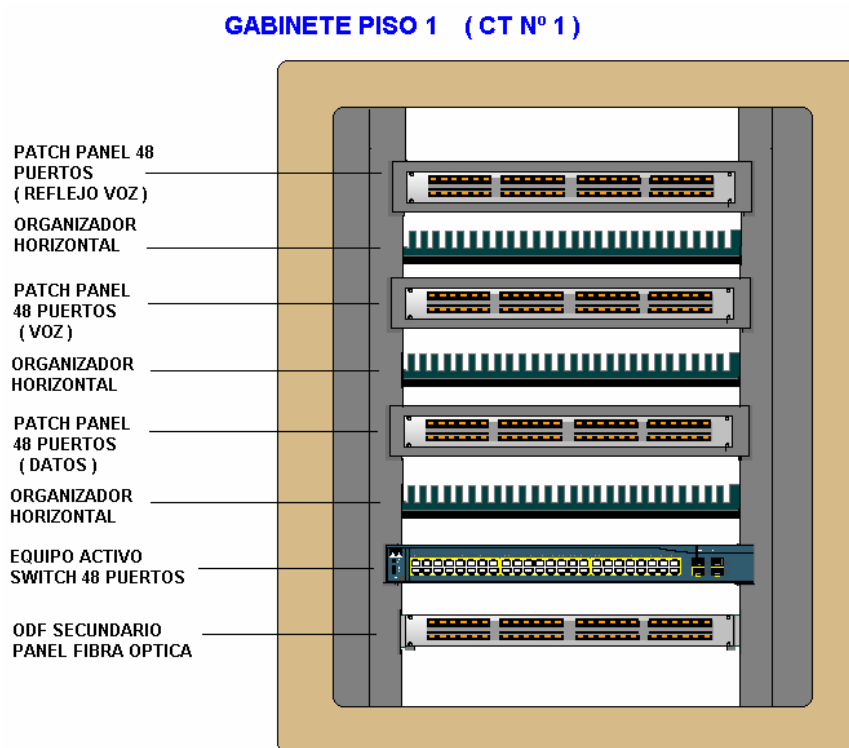 GABINETE PISO 1 ( CT Nº 1 )
PATCH PANEL 48
PUERTOS
( REFLEJO VOZ )
ORGANIZADOR
HORIZONTAL
PATCH PANEL
48 PUERTOS
( VOZ )
ORGANIZADOR
HORIZONTAL
PATCH PANEL
48 PUERTOS
( DATOS )
ORGANIZADOR
HORIZONTAL
EQUIPO ACTIVO
SWITCH 48 PUERTOS
ODF SECUNDARIO
PANEL FIBRA OPTICA